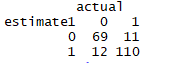 actual
estimate1 0 1
0 69 11
1 12 110